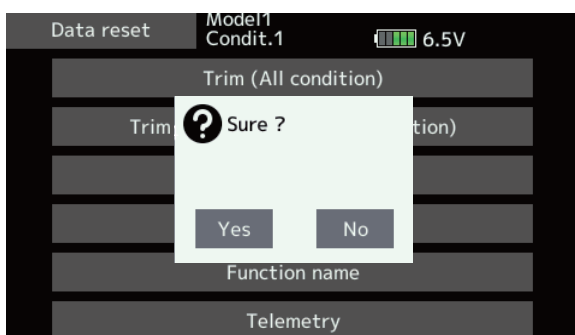 Data reset
Model1
Condit.1
6.5V
Trim (All condition)
Trim
tion)
Sure ?
Yes
No
Function name
Telemetry